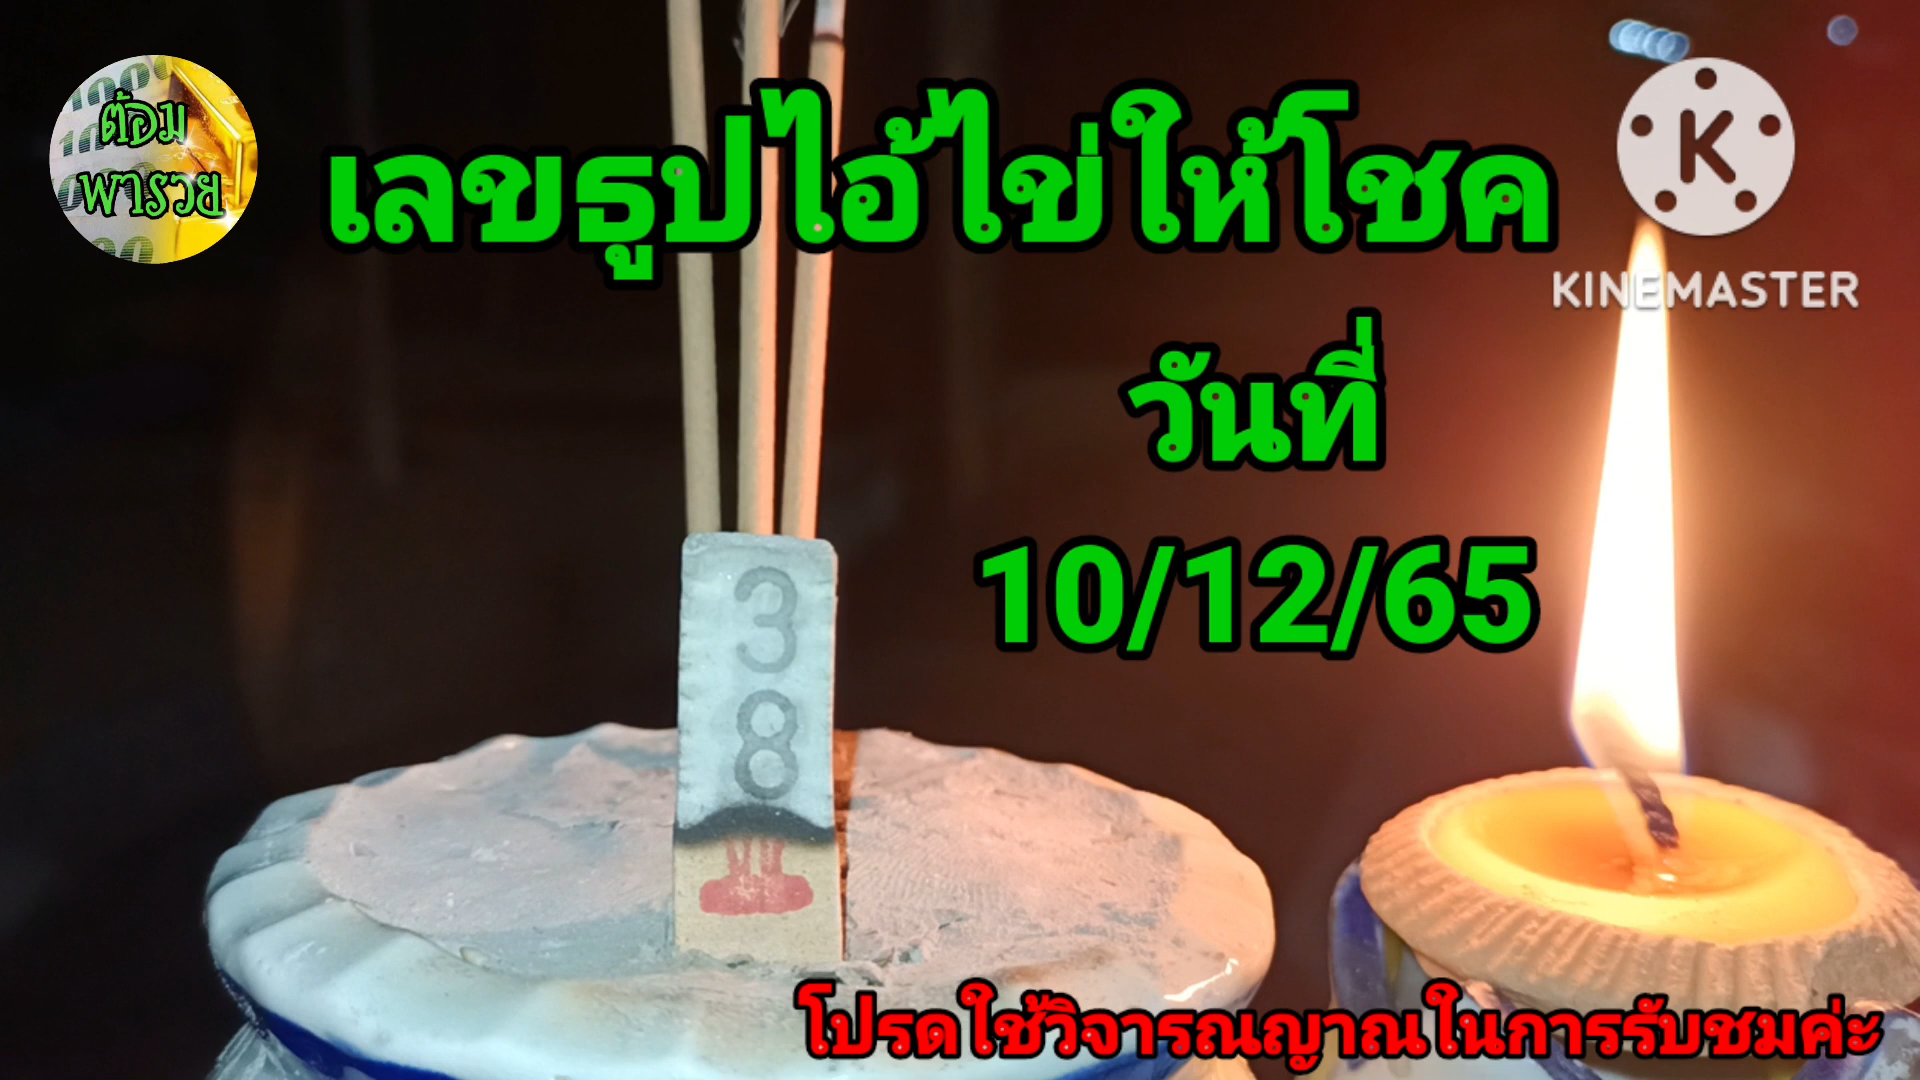 ต้อม
พารวย
เลขธูปไอ้ไข่ให้โชค
K
KINEMASTER
วันที่
10/12/65
3
8
โปรดใช้วิจารณญาณในการรับชมค่ะ